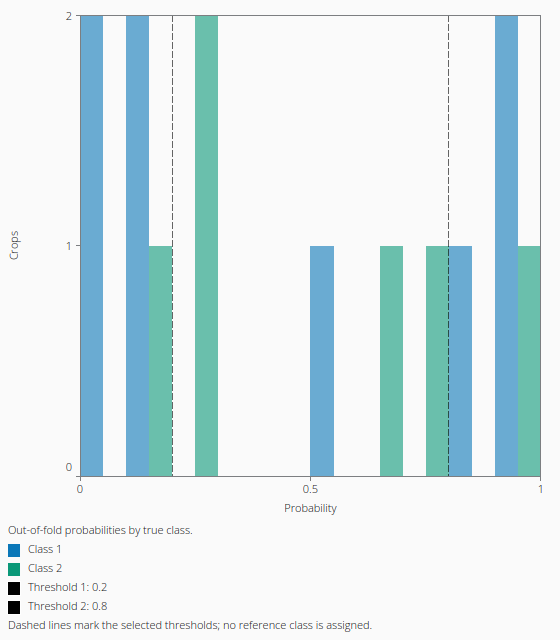 2
1
0
Crops
0
0.5
1
Probability
Out-of-fold probabilities by true class.
Class 1
Class 2
Threshold 1: 0.2
Threshold 2: 0.8
Dashed lines mark the selected thresholds; no reference class is assigned.